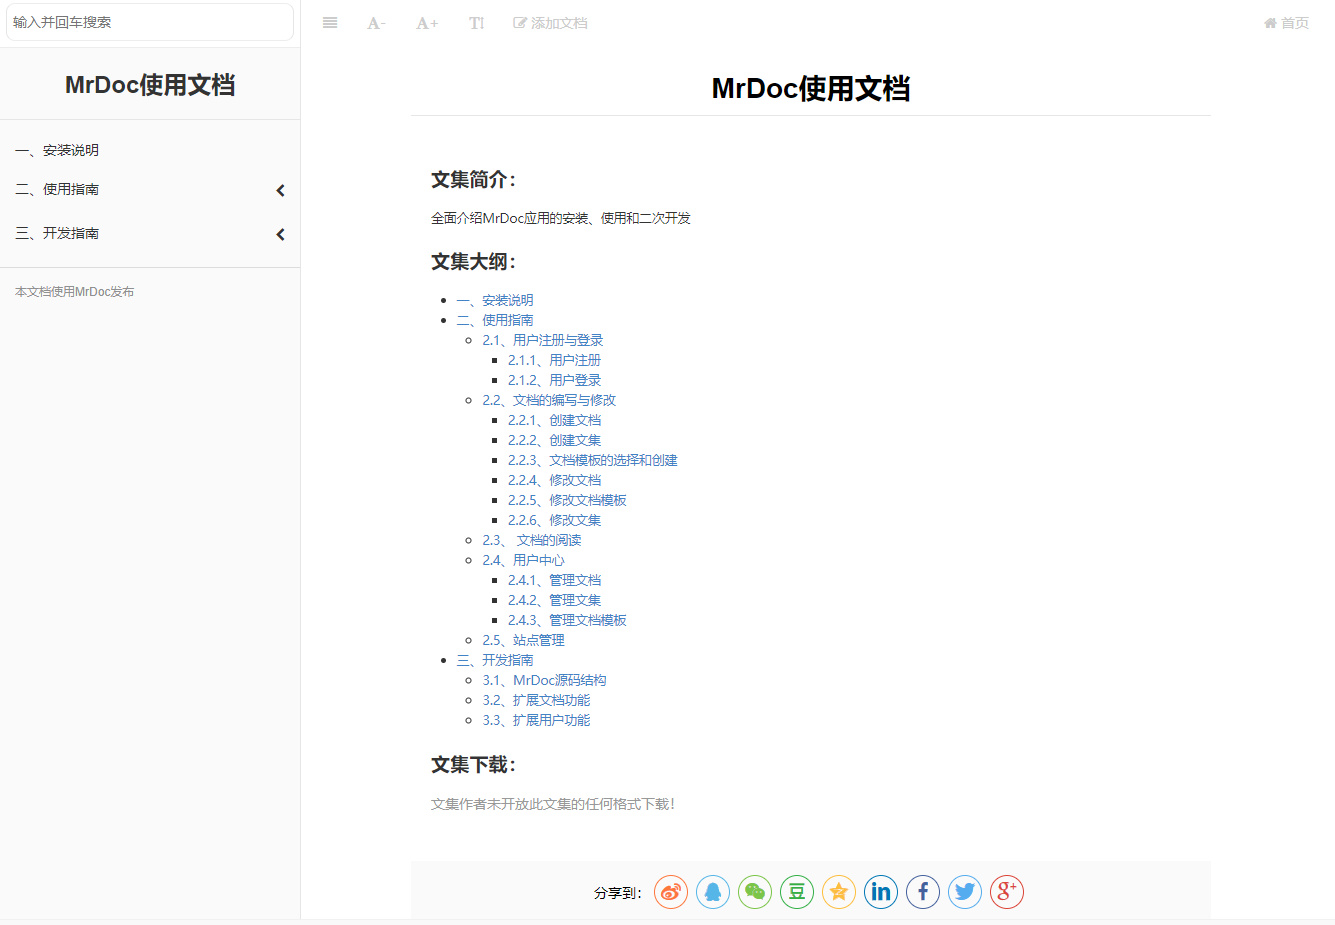 输入并回车搜索
A- A+ T! 添加文档 首页
MrDoc使用文档
一、安装说明
二、使用指南
三、开发指南
本文档使用MrDoc发布
MrDoc使用文档
文集简介：
全面介绍MrDoc应用的安装、使用和二次开发
文集大纲：
一、安装说明
二、使用指南
2.1、用户注册与登录
2.1.1、用户注册
2.1.2、用户登录
2.2、文档的编写与修改
2.2.1、创建文档
2.2.2、创建文集
2.2.3、文档模板的选择和创建
2.2.4、修改文档
2.2.5、修改文档模板
2.2.6、修改文集
2.3、 文档的阅读
2.4、用户中心
2.4.1、管理文档
2.4.2、管理文集
2.4.3、管理文档模板
2.5、站点管理
三、开发指南
3.1、MrDoc源码结构
3.2、扩展文档功能
3.3、扩展用户功能
文集下载：
文集作者未开放此文集的任何格式下载！
分享到： 豆 in f g+